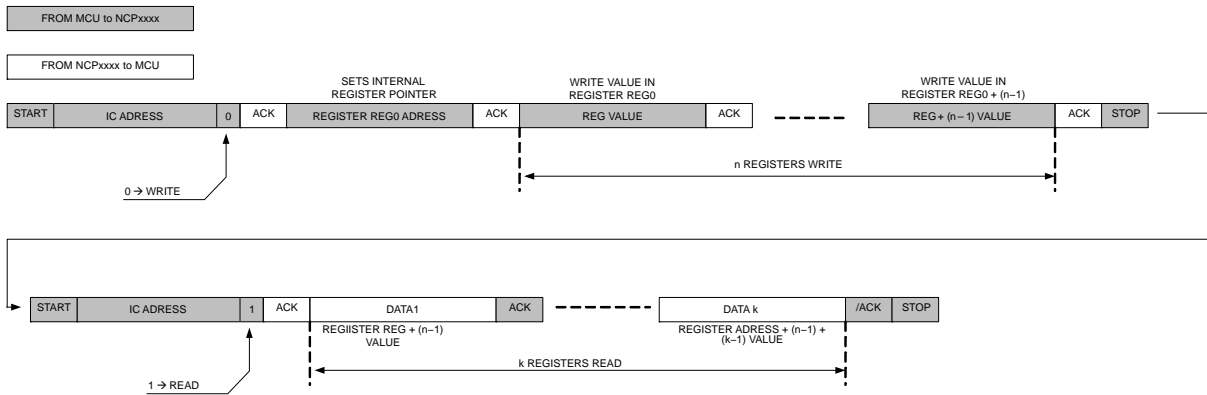 FROM MCU to NCPxxxx
FROM NCPxxxx to MCU
SETS INTERNAL
REGISTER POINTER
WRITE VALUE IN
REGISTER REG0
WRITE VALUE IN
REGISTER REG0 + (n−1)
START IC ADRESS 0 ACK REGISTER REG0 ADRESS ACK REG VALUE ACK REG + (n − 1) VALUE ACK STOP
n REGISTERS WRITE
0 → WRITE
START IC ADRESS 1 ACK DATA1 ACK DATA k /ACK STOP
REGIISTER REG + (n−1)
VALUE
REGISTER ADRESS + (n−1) +
(k−1) VALUE
k REGISTERS READ
1 → READ